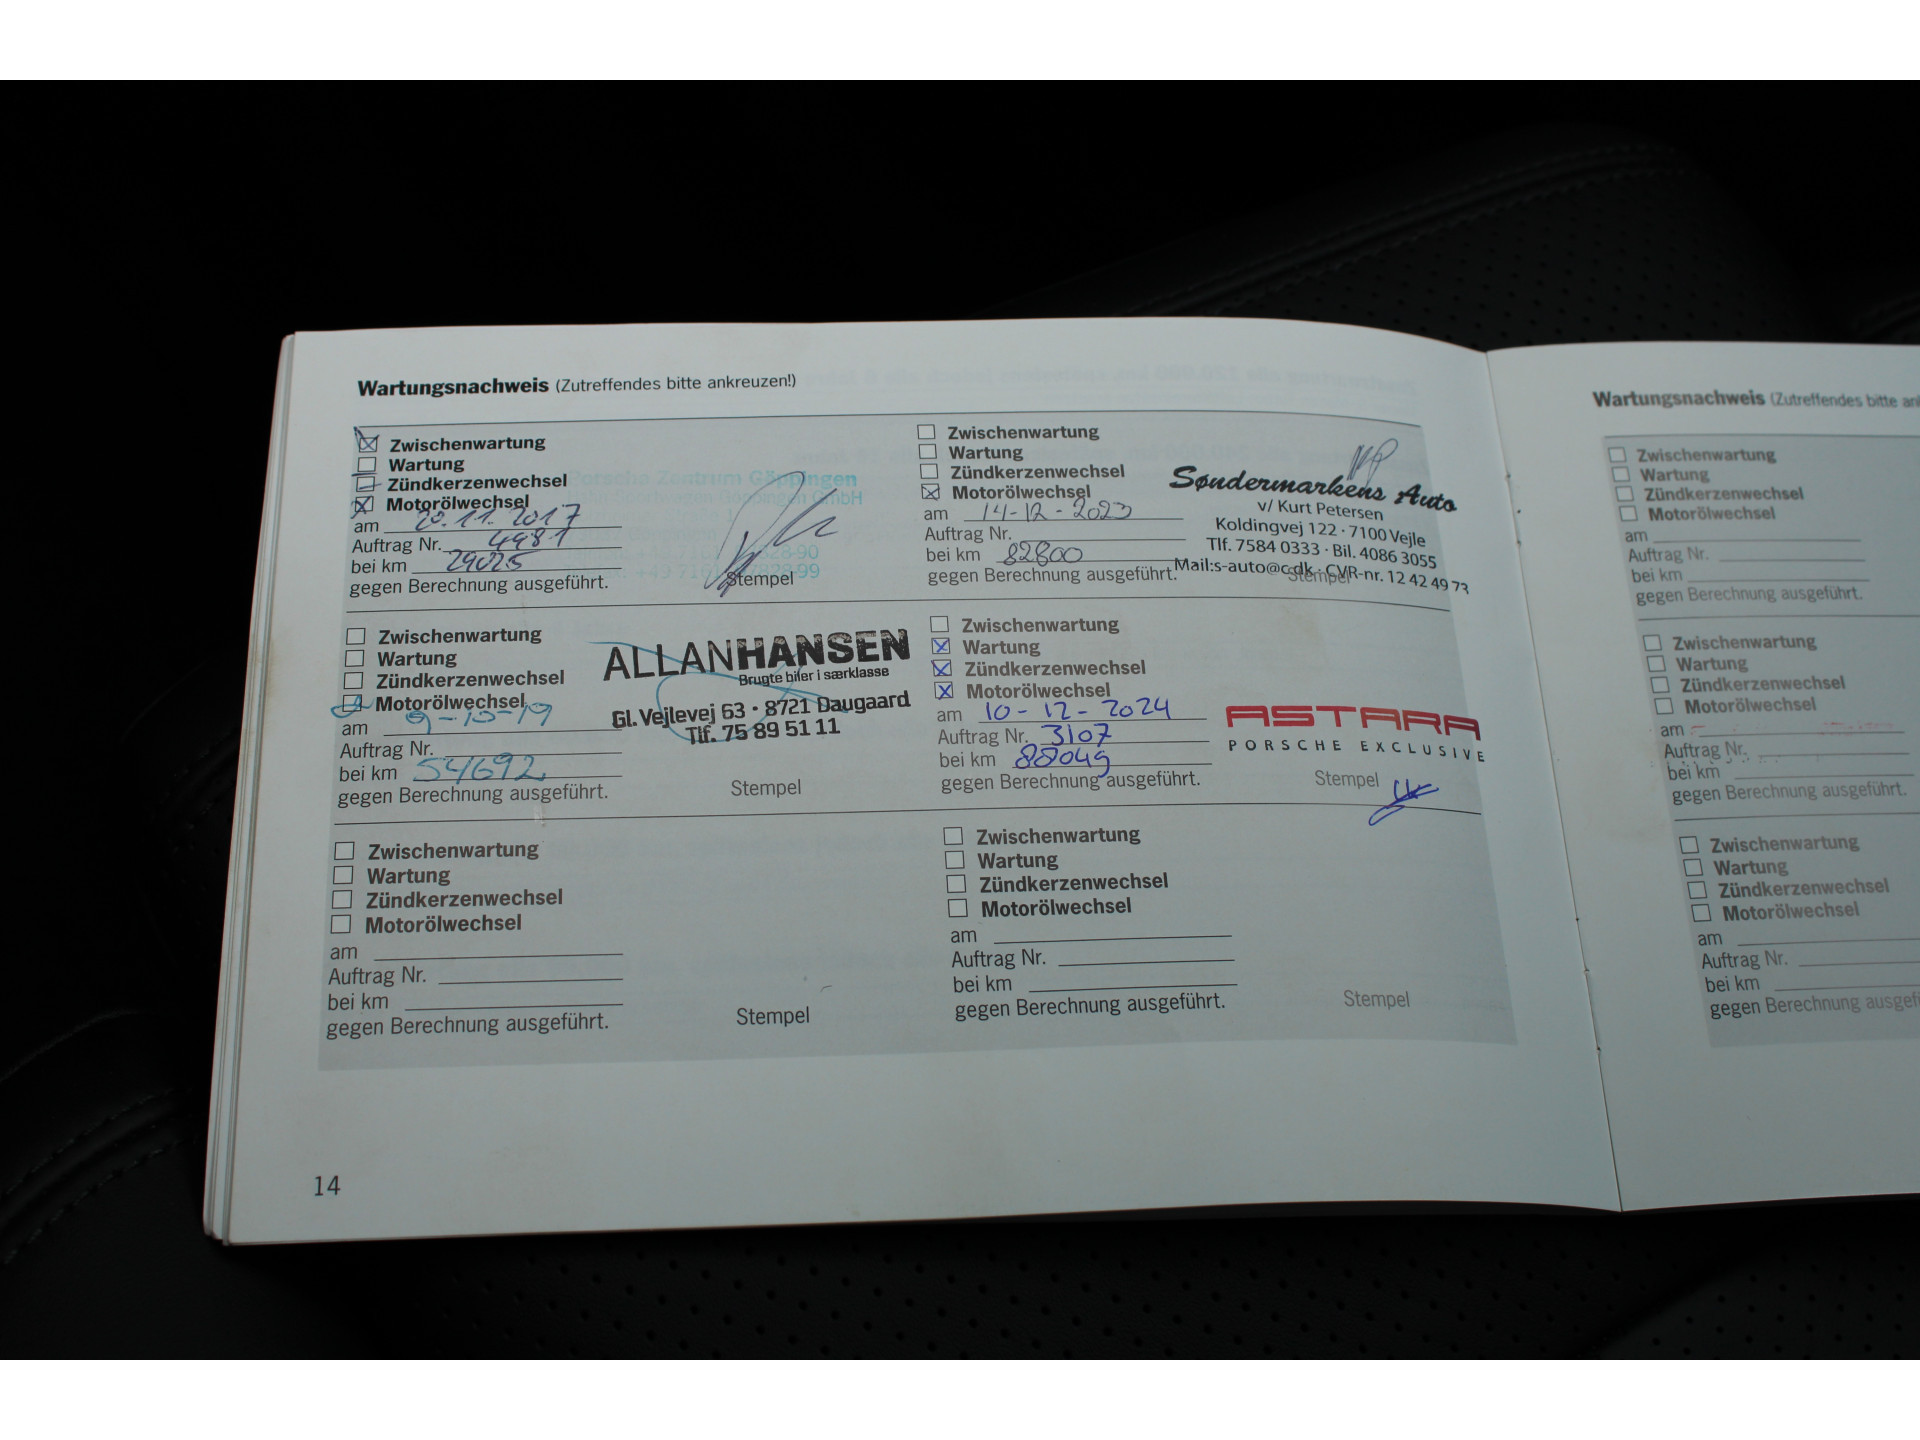 Wartungsnachweis (Zutreffendes bitte ankreuzen!)
Zwischenwartung
Wartung
Zündkerzenwechsel
Motorölwechsel
am 20.11.2017
Auftrag Nr. 4981
bei km 29025
gegen Berechnung ausgeführt.
Porsche Zentrum Göppingen
Stempel
Zwischenwartung
Wartung
Zündkerzenwechsel
Motorölwechsel
am 14-12-2023
Auftrag Nr.
bei km 82800
gegen Berechnung ausgeführt.
Søndermarkens Auto
v/ Kurt Petersen
Koldingvej 122 · 7100 Vejle
Tlf. 7584 0333 · Bil. 4086 3055
Mail:s-auto@c.dk · CVR-nr. 12 42 49 73
Stempel
Zwischenwartung
Wartung
Zündkerzenwechsel
Motorölwechsel
am 9-10-19
Auftrag Nr.
bei km 54692
gegen Berechnung ausgeführt.
ALLANHANSEN
Brugte biler i særklasse
Gl. Vejlevej 63 • 8721 Daugaard
Tlf. 75 89 51 11
Stempel
Zwischenwartung
Wartung
Zündkerzenwechsel
Motorölwechsel
am 10-12-2024
Auftrag Nr. 3107
bei km 88049
gegen Berechnung ausgeführt.
ASTARA
PORSCHE EXCLUSIVE
Stempel
Zwischenwartung
Wartung
Zündkerzenwechsel
Motorölwechsel
am
Auftrag Nr.
bei km
gegen Berechnung ausgeführt.
Stempel
Zwischenwartung
Wartung
Zündkerzenwechsel
Motorölwechsel
am
Auftrag Nr.
bei km
gegen Berechnung ausgeführt.
Stempel
14
Wartungsnachweis (Zutreffendes bitte
Zwischenwartung
Wartung
Zündkerzenwechsel
Motorölwechsel
am
Auftrag Nr.
bei km
gegen Berechnung ausgeführt.
Zwischenwartung
Wartung
Zündkerzenwechsel
Motorölwechsel
am
Auftrag Nr.
bei km
gegen Berechnung ausgeführt.
Zwischenwartung
Wartung
Zündkerzenwechsel
Motorölwechsel
am
Auftrag Nr.
bei km
gegen Berechnung